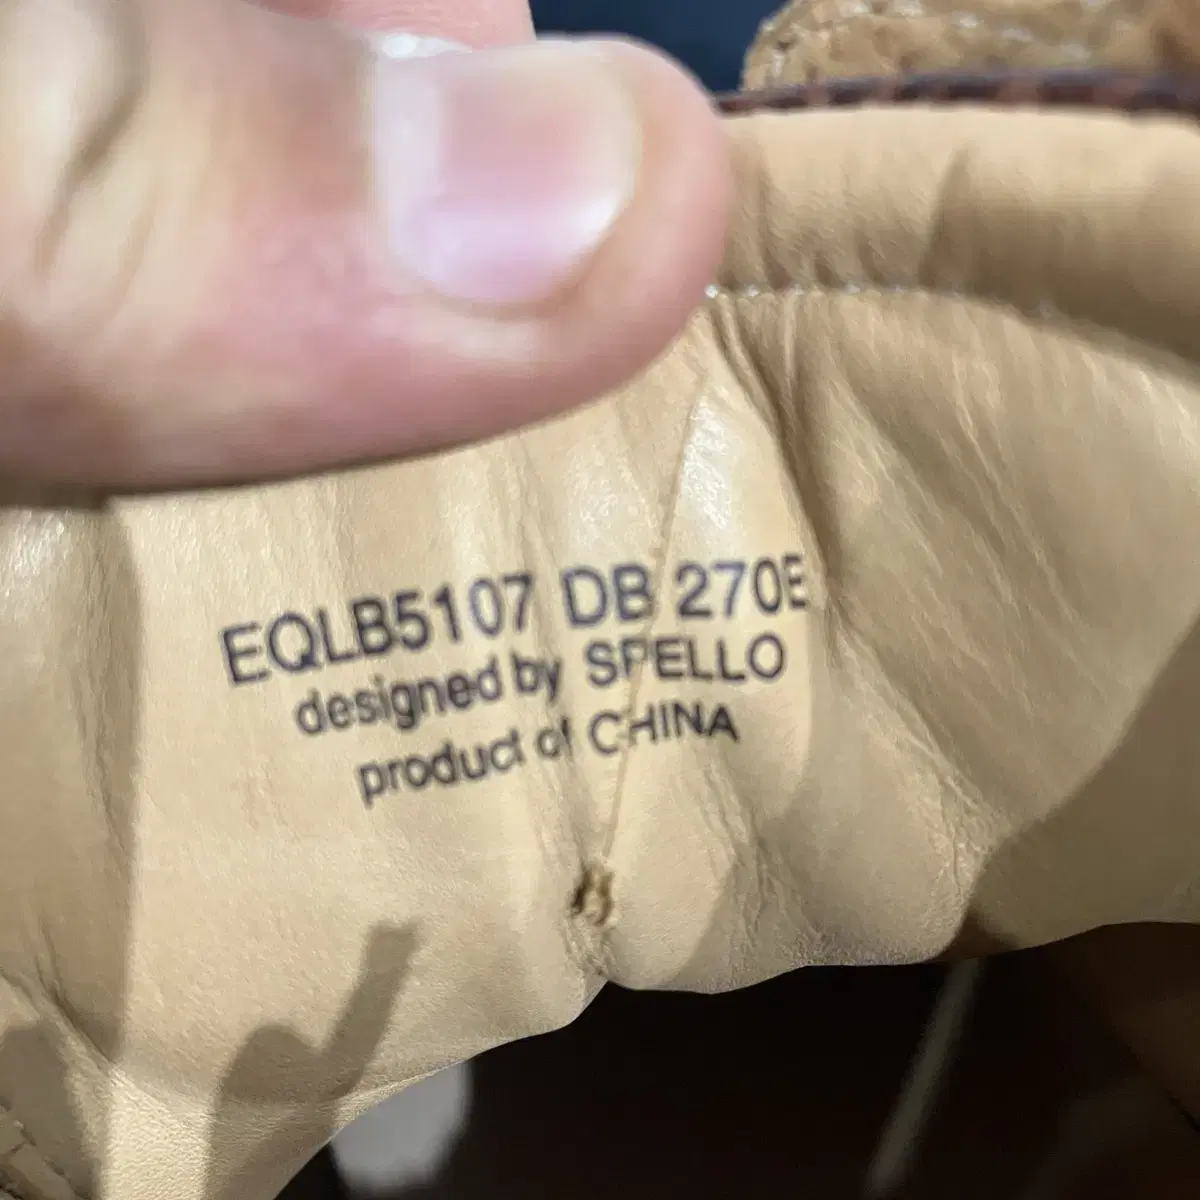 EQLB5107 DB 270E
designed by SPELLO
product of CHINA